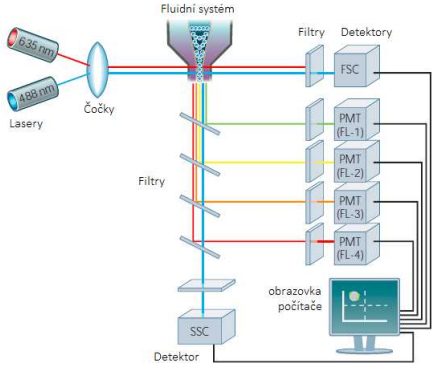 Fluidní systém
Filtry
Detektory
635 nm
FSC
488 nm
Čočky
Lasery
PMT
(FL-1)
PMT
(FL-2)
Filtry
PMT
(FL-3)
PMT
(FL-4)
obrazovka
počítače
SSC
Detektor